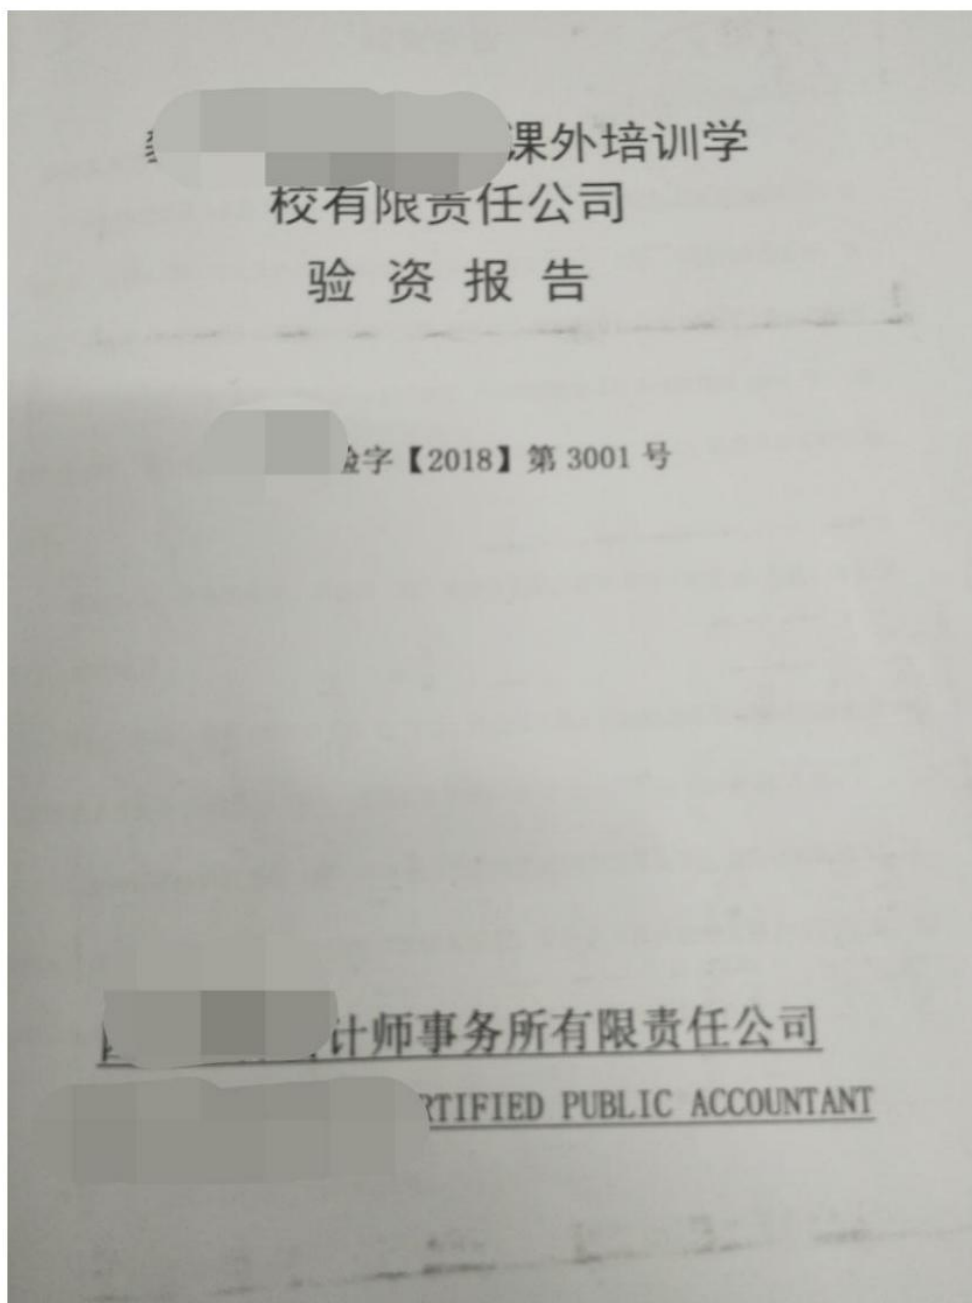 课外培训学
校有限责任公司
验资报告
验字【2018】第 3001 号
计师事务所有限责任公司
RTIFIED PUBLIC ACCOUNTANT